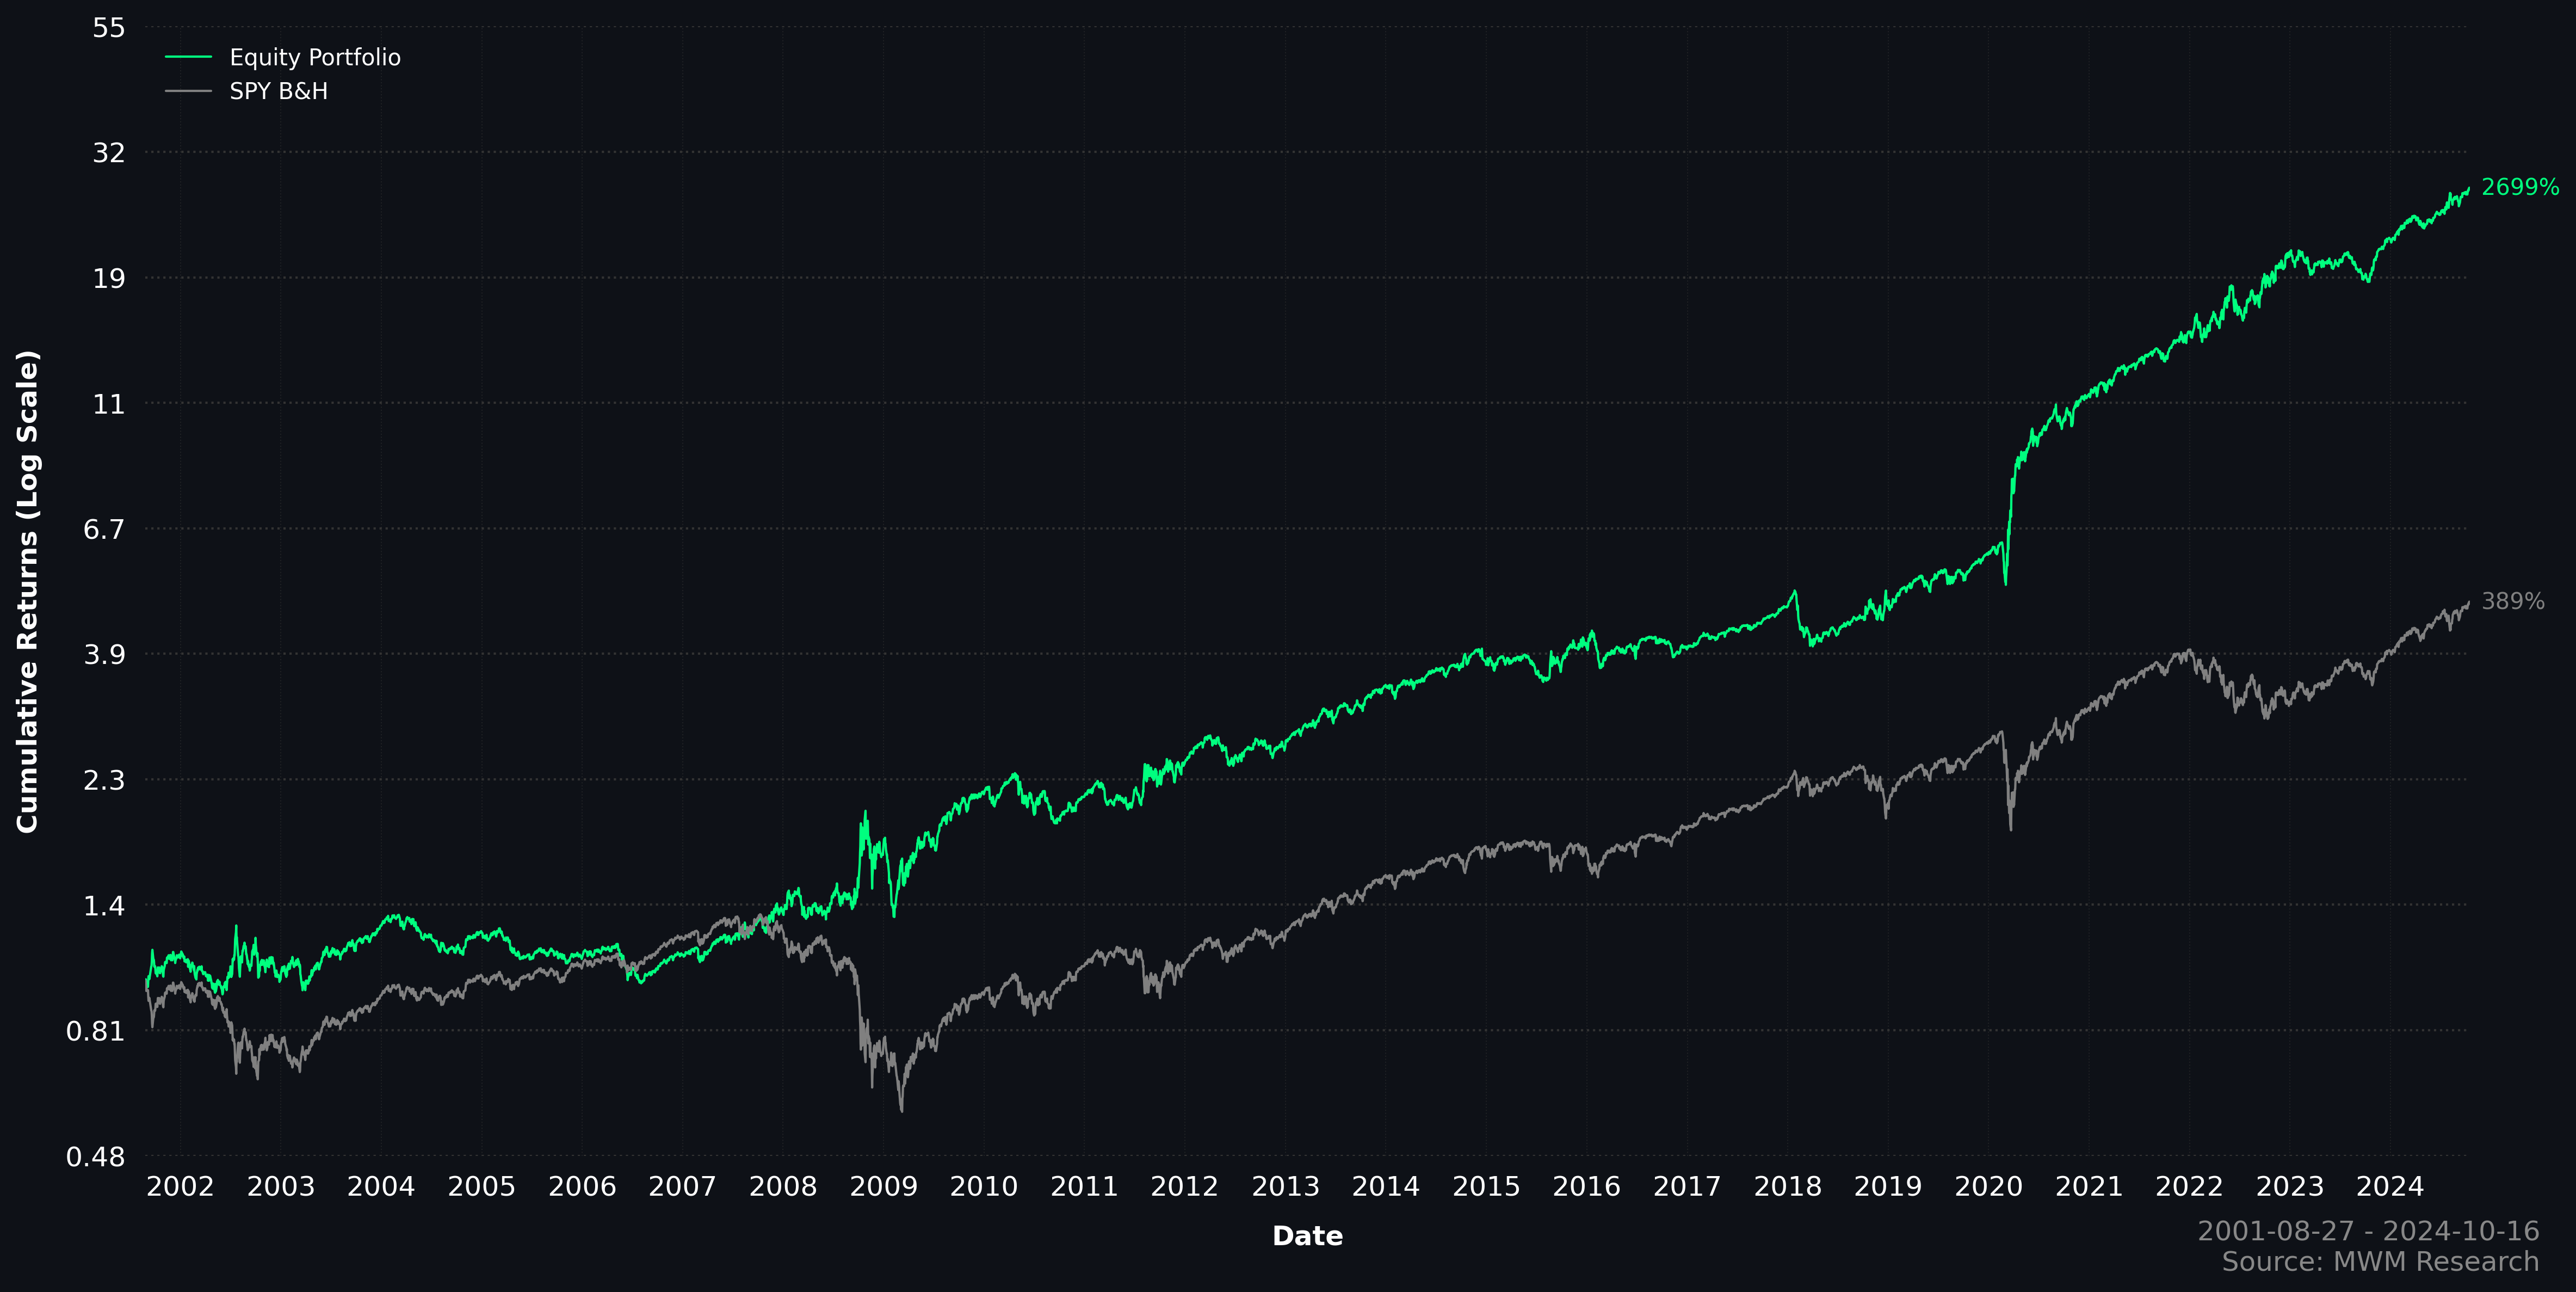 Equity Portfolio
SPY B&H
Cumulative Returns (Log Scale)
55
32
19
11
6.7
3.9
2.3
1.4
0.81
0.48
2699%
389%
2002 2003 2004 2005 2006 2007 2008 2009 2010 2011 2012 2013 2014 2015 2016 2017 2018 2019 2020 2021 2022 2023 2024
Date
2001-08-27 - 2024-10-16
Source: MWM Research